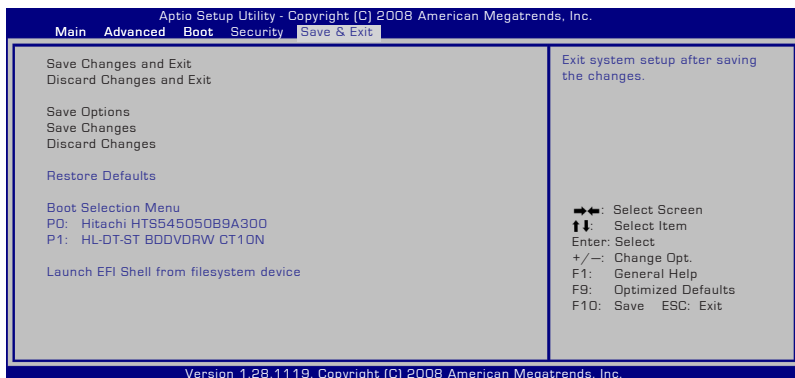 Aptio Setup Utility - Copyright (C) 2008 American Megatrends, Inc.
Main Advanced Boot Security Save & Exit
Save Changes and Exit
Discard Changes and Exit
Save Options
Save Changes
Discard Changes
Restore Defaults
Boot Selection Menu
P0: Hitachi HTS545050B9A300
P1: HL-DT-ST BDDVDRW CT10N
Launch EFI Shell from filesystem device
Exit system setup after saving
the changes.
→←: Select Screen
↑↓: Select Item
Enter: Select
+/–: Change Opt.
F1: General Help
F9: Optimized Defaults
F10: Save ESC: Exit
Version 1.28.1119. Copyright (C) 2008 American Megatrends, Inc.